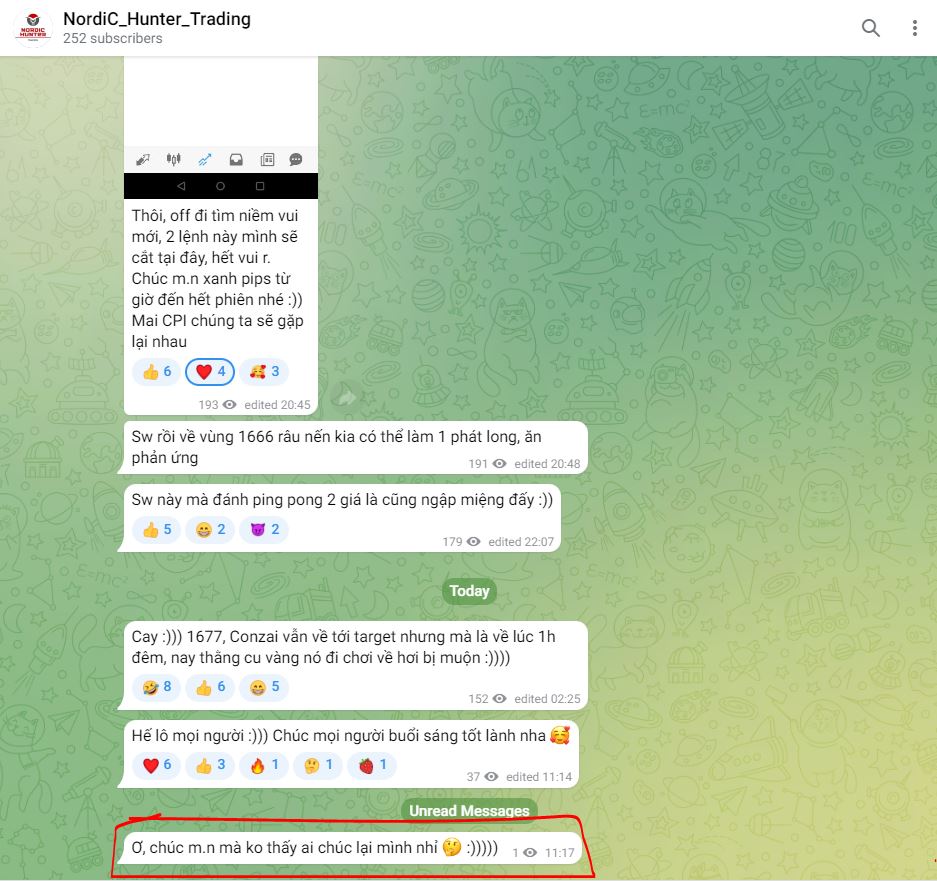 NordiC_Hunter_Trading
252 subscribers
Thôi, off đi tìm niềm vui
mới, 2 lệnh này mình sẽ
cắt tại đây, hết vui r.
Chúc m.n xanh pips từ
giờ đến hết phiên nhé :))
Mai CPI chúng ta sẽ gặp
lại nhau
👍 6 ❤️ 4 🥰 3
193 edited 20:45
Sw rồi về vùng 1666 râu nến kia có thể làm 1 phát long, ăn
phản ứng
191 edited 20:48
Sw này mà đánh ping pong 2 giá là cũng ngập miệng đấy :))
👍 5 😁 2 😈 2
179 edited 22:07
Today
Cay :))) 1677, Conzai vẫn về tới target nhưng mà là về lúc 1h
đêm, nay thằng cu vàng nó đi chơi về hơi bị muộn :))))
🤣 8 👍 6 😁 5
152 edited 02:25
Hế lô mọi người :))) Chúc mọi người buổi sáng tốt lành nha 🥰
❤️ 6 👍 3 🔥 1 🤔 1 🍓 1
37 edited 11:14
Unread Messages
Ơ, chúc m.n mà ko thấy ai chúc lại mình nhỉ 🤔 :)))))
1 11:17